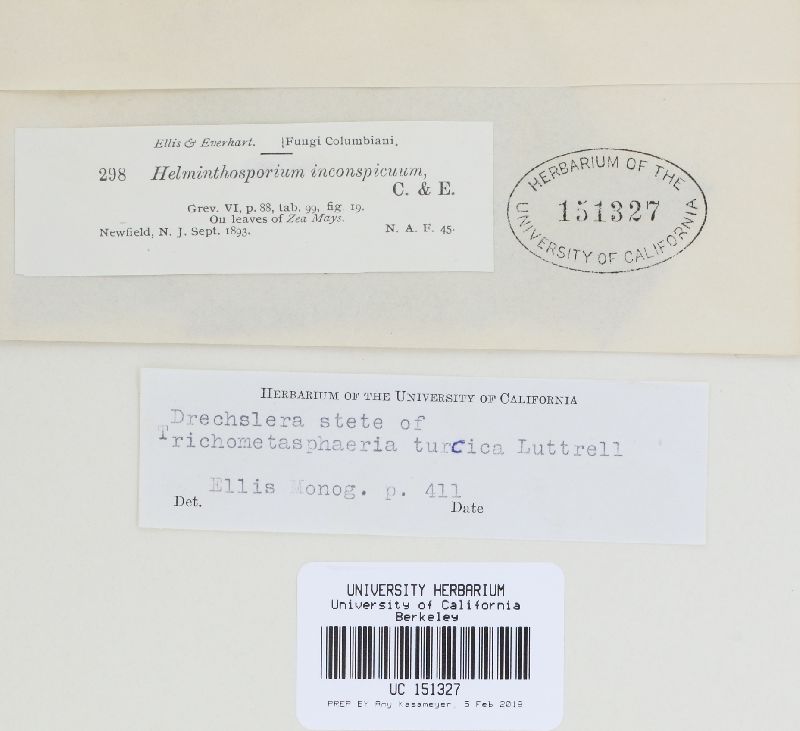 Ellis & Everhart. Fungi Columbiani.
298 Helminthosporium inconspicuum,
C. & E.
Grev. VI, p. 88, tab. 99, fig. 19.
On leaves of Zea Mays.
Newfield, N. J. Sept. 1893. N. A. F. 45.
HERBARIUM OF THE
151327
UNIVERSITY OF CALIFORNIA
HERBARIUM OF THE UNIVERSITY OF CALIFORNIA
Drechslera stete of
Trichometasphaeria turcica Luttrell
Ellis Monog. p. 411
Det. Date
UNIVERSITY HERBARIUM
University of California
Berkeley
UC 151327
PREP BY Amy Kasameyer, 5 Feb 2019